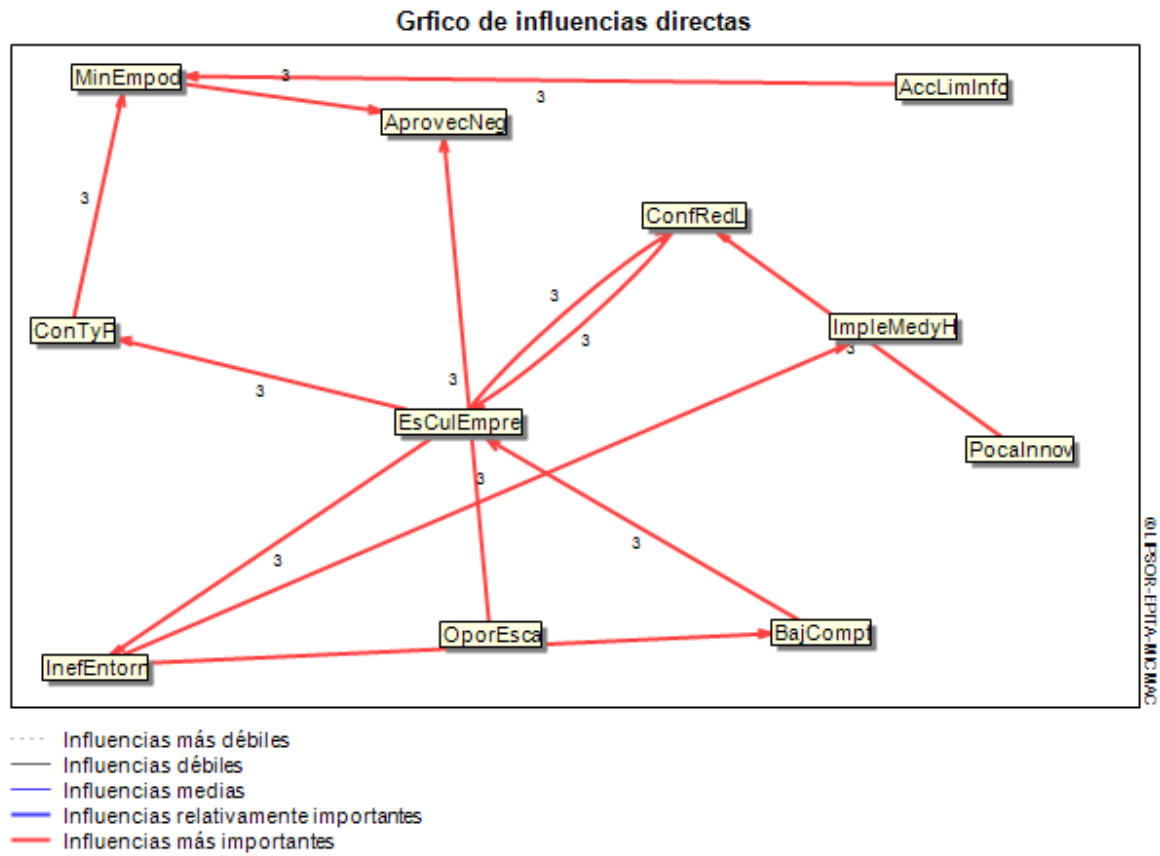 Grfico de influencias directas
MinEmpod
3
AccLimInfo
3
AprovecNeg
3
ConfRedL
3
ConTyP
ImpleMedyH
3
3
3
3
EsCulEmpre
PocaInnov
3
3
3
OporEsca
BajCompt
InefEntorn
@LIPSOR-EPITA-MICMAC
Influencias más débiles
Influencias débiles
Influencias medias
Influencias relativamente importantes
Influencias más importantes